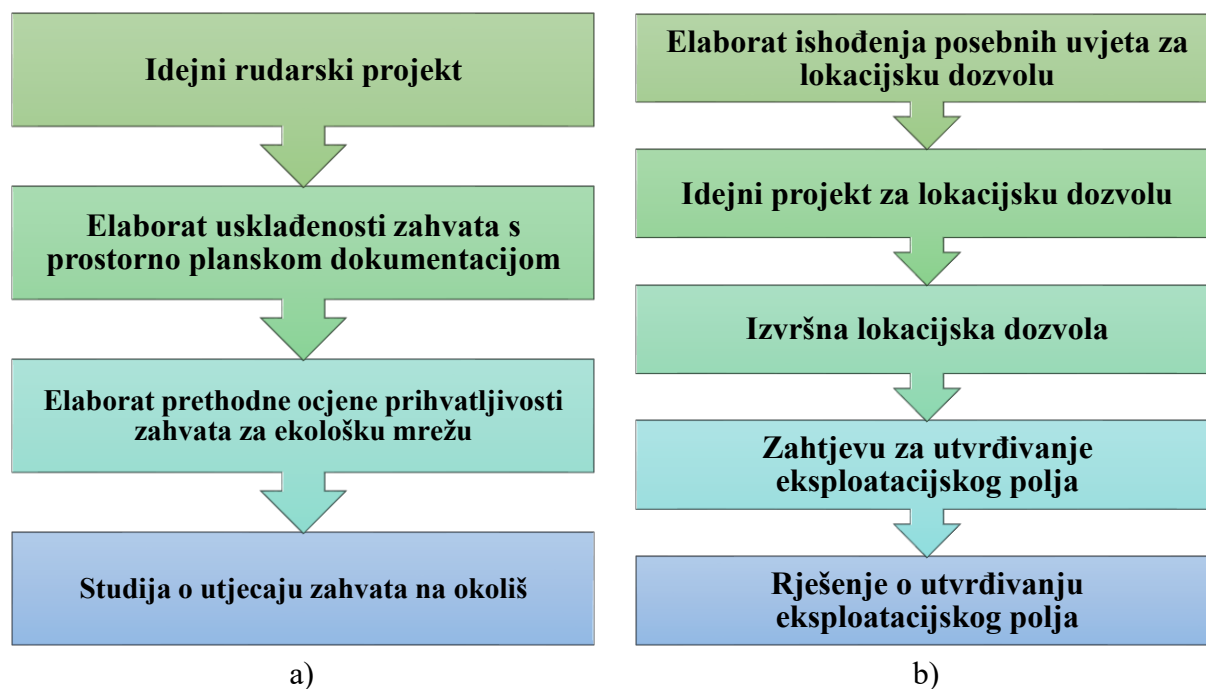 Idejni rudarski projekt
Elaborat usklađenosti zahvata s
prostorno planskom dokumentacijom
Elaborat prethodne ocjene prihvatljivosti
zahvata za ekološku mrežu
Studija o utjecaju zahvata na okoliš
a)
Elaborat ishođenja posebnih uvjeta za
lokacijsku dozvolu
Idejni projekt za lokacijsku dozvolu
Izvršna lokacijska dozvola
Zahtjevu za utvrđivanje
eksploatacijskog polja
Rješenje o utvrđivanju
eksploatacijskog polja
b)